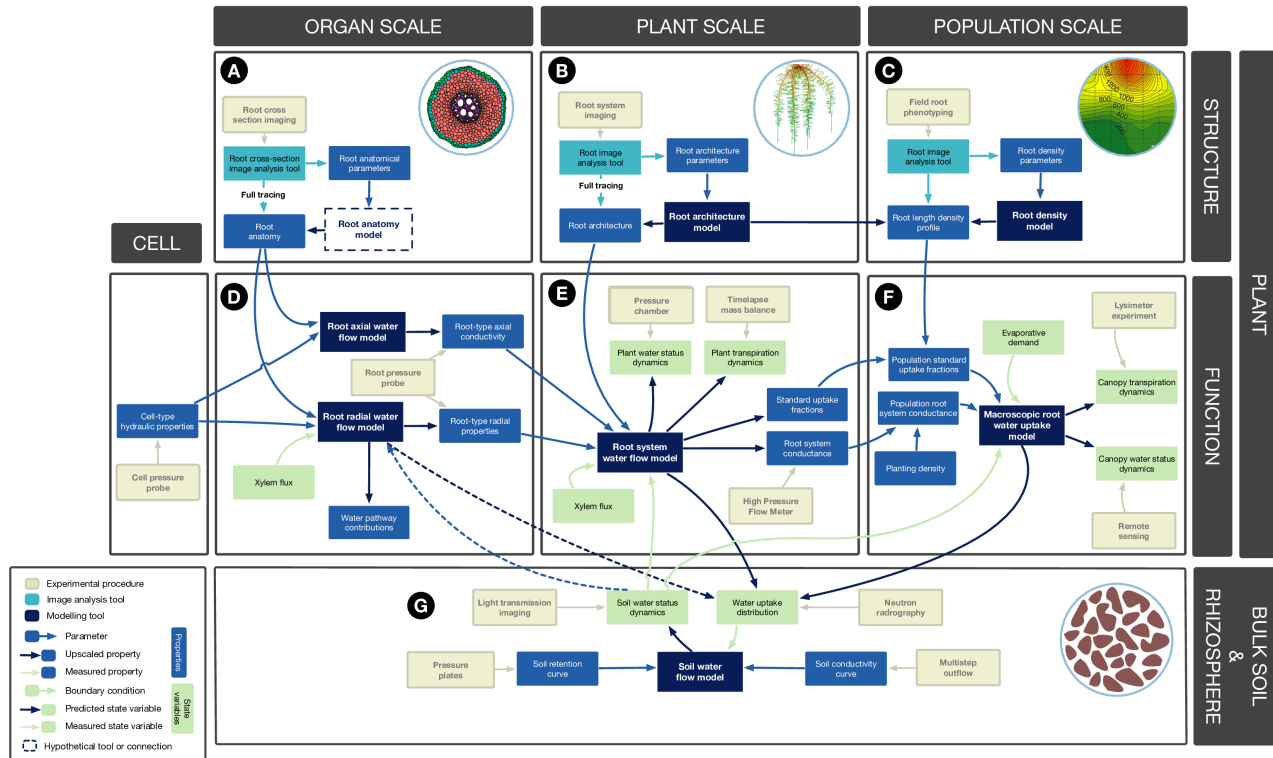 ORGAN SCALE
PLANT SCALE
POPULATION SCALE
A
Root cross
section imaging
Root cross-section
image analysis tool
Root anatomical
parameters
Full tracing
Root
anatomy
Root anatomy
model
B
Root system
imaging
Root image
analysis tool
Root architecture
parameters
Full tracing
Root architecture
Root architecture
model
C
Field root
phenotyping
Root image
analysis tool
Root density
parameters
Root length density
profile
Root density
model
1200
1000
800
600
400
STRUCTURE
CELL
Cell-type
hydraulic properties
Cell pressure
probe
D
Root axial water
flow model
Root-type axial
conductivity
Root pressure
probe
Root radial water
flow model
Root-type radial
properties
Xylem flux
Water pathway
contributions
E
Pressure
chamber
Timelapse
mass balance
Plant water status
dynamics
Plant transpiration
dynamics
Standard uptake
fractions
Root system
water flow model
Root system
conductance
Xylem flux
High Pressure
Flow Meter
F
Lysimeter
experiment
Evaporative
demand
Population standard
uptake fractions
Canopy transpiration
dynamics
Population root
system conductance
Macroscopic root
water uptake
model
Planting density
Canopy water status
dynamics
Remote
sensing
FUNCTION
PLANT
G
Light transmission
imaging
Soil water status
dynamics
Water uptake
distribution
Neutron
radiography
Pressure
plates
Soil retention
curve
Soil water
flow model
Soil conductivity
curve
Multistep
outflow
BULK SOIL
&
RHIZOSPHERE
Experimental procedure
Image analysis tool
Modelling tool
Parameter
Upscaled property
Measured property
Properties
Boundary condition
Predicted state variable
Measured state variable
State
variables
Hypothetical tool or connection